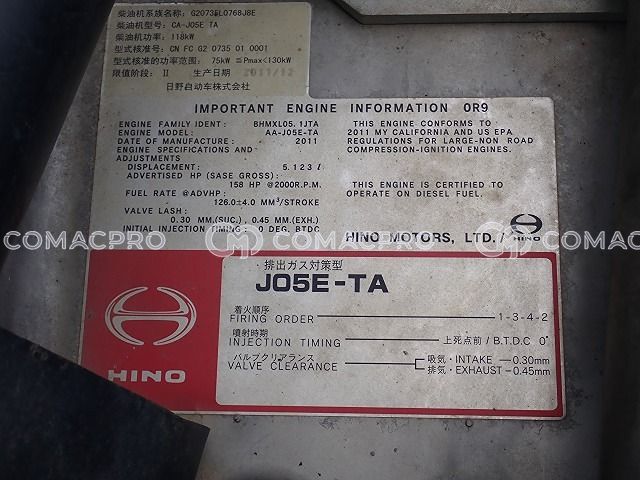 柴油机系族名称: G2073EL0768J8E
柴油机型号: CA-J05E TA
柴油机功率: 118kW
型式核准号: CN FC G2 0735 01 0001
型式核准的功率范围: 75kW ≦Pmax<130kW
限值阶段: II 生产日期 2011/12
日野自动车株式会社
IMPORTANT ENGINE INFORMATION 0R9
ENGINE FAMILY IDENT: BHMXL05.1JTA
ENGINE MODEL: AA-J05E-TA
DATE OF MANUFACTURE: 2011
ENGINE SPECIFICATIONS AND
ADJUSTMENTS
DISPLACEMENT: 5.123 l
ADVERTISED HP (SASE GROSS):
158 HP @2000R.P.M.
FUEL RATE @ADVHP:
126.0±4.0 MM³/STROKE
VALVE LASH:
0.30 MM.(SUC.), 0.45 MM.(EXH.)
INITIAL INJECTION TIMING: 0 DEG. BTDC
THIS ENGINE CONFORMS TO
2011 MY CALIFORNIA AND US EPA
REGULATIONS FOR LARGE-NON ROAD
COMPRESSION-IGNITION ENGINES.
THIS ENGINE IS CERTIFIED TO
OPERATE ON DIESEL FUEL.
HINO MOTORS, LTD./
HINO
COMACPRO COMACPRO COMACPRO
排出ガス対策型
J05E-TA
着火順序
FIRING ORDER 1-3-4-2
噴射時期
INJECTION TIMING 上死点前/B.T.D.C 0°
バルブクリアランス
VALVE CLEARANCE
吸気・INTAKE 0.30mm
排気・EXHAUST 0.45mm
HINO